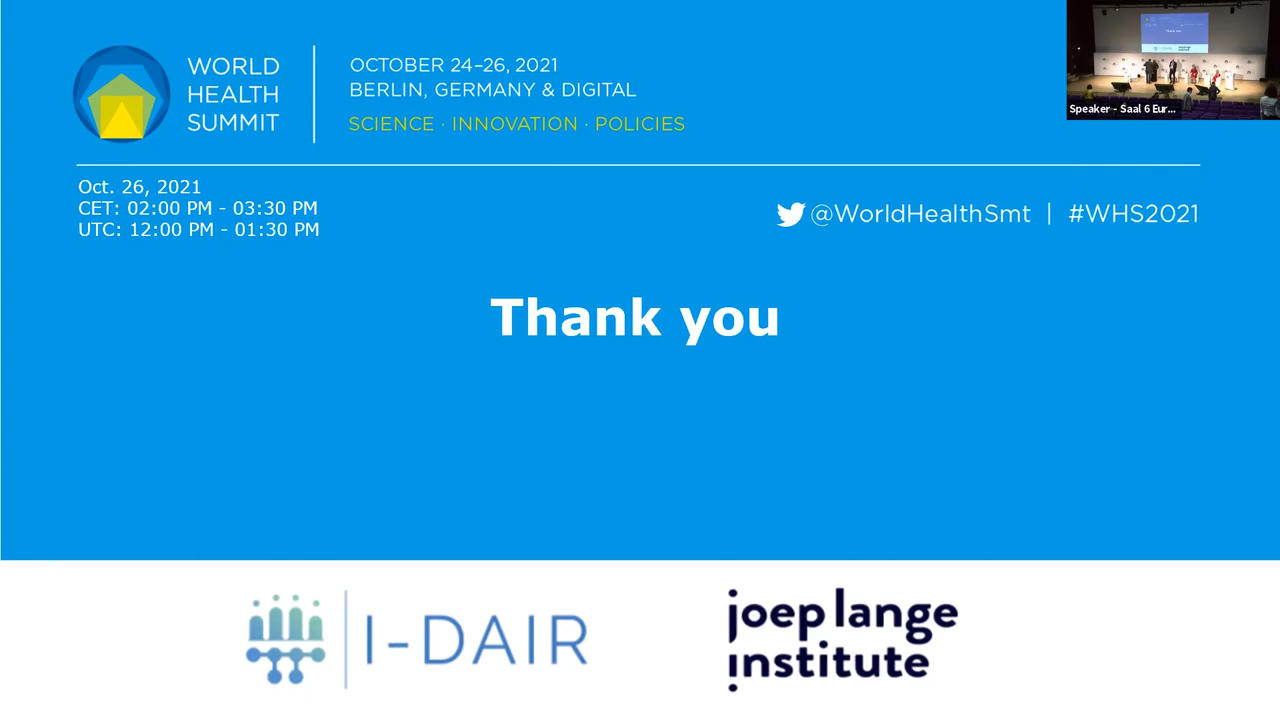 WORLD
HEALTH
SUMMIT
OCTOBER 24–26, 2021
BERLIN, GERMANY & DIGITAL
SCIENCE · INNOVATION · POLICIES
Speaker - Saal 6 Eur...
Oct. 26, 2021
CET: 02:00 PM - 03:30 PM
UTC: 12:00 PM - 01:30 PM
@WorldHealthSmt | #WHS2021
Thank you
I-DAIR
joep lange
institute